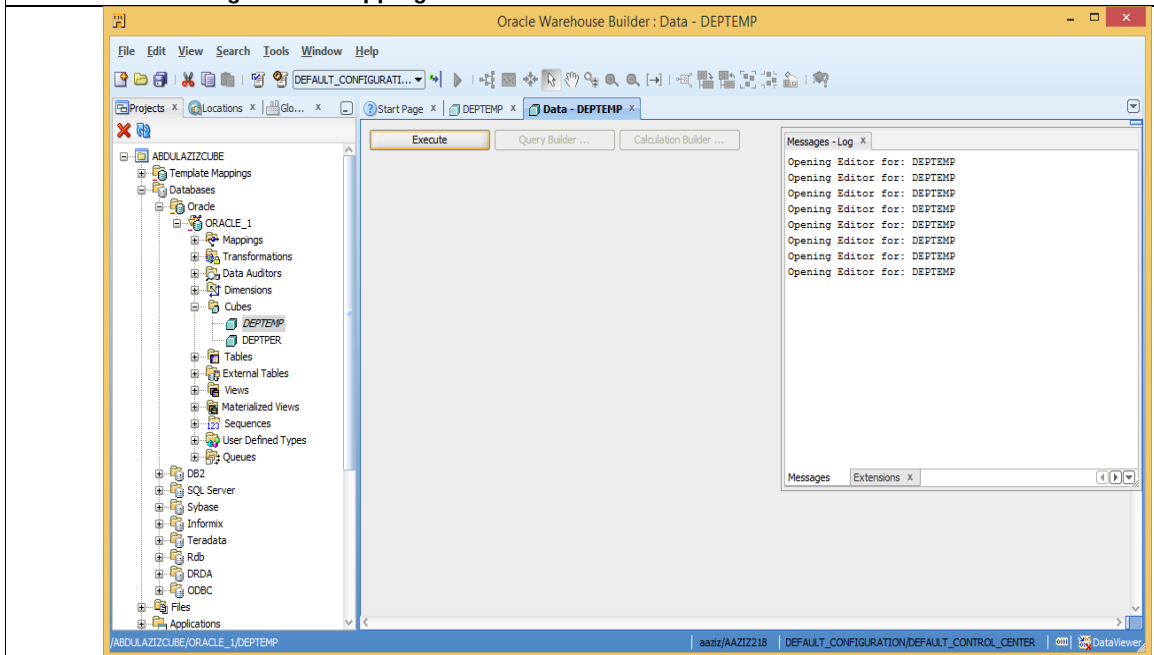 Oracle Warehouse Builder : Data - DEPTEMP
File Edit View Search Tools Window Help
DEFAULT_CONFIGURATI...
Projects x Locations x Glo... x
Start Page x DEPTEMP x Data - DEPTEMP x
Execute Query Builder ... Calculation Builder ...
ABDULAZIZCUBE
Template Mappings
Databases
Oracle
ORACLE_1
Mappings
Transformations
Data Auditors
Dimensions
Cubes
DEPTEMP
DEPTPER
Tables
External Tables
Views
Materialized Views
Sequences
User Defined Types
Queues
DB2
SQL Server
Sybase
Informix
Teradata
Rdb
DRDA
ODBC
Files
Applications
Messages - Log x
Opening Editor for: DEPTEMP
Opening Editor for: DEPTEMP
Opening Editor for: DEPTEMP
Opening Editor for: DEPTEMP
Opening Editor for: DEPTEMP
Opening Editor for: DEPTEMP
Opening Editor for: DEPTEMP
Opening Editor for: DEPTEMP
Messages Extensions x
/ABDULAZIZCUBE/ORACLE_1/DEPTEMP
aaziz/AAZIZ218 DEFAULT_CONFIGURATION/DEFAULT_CONTROL_CENTER DataViewer